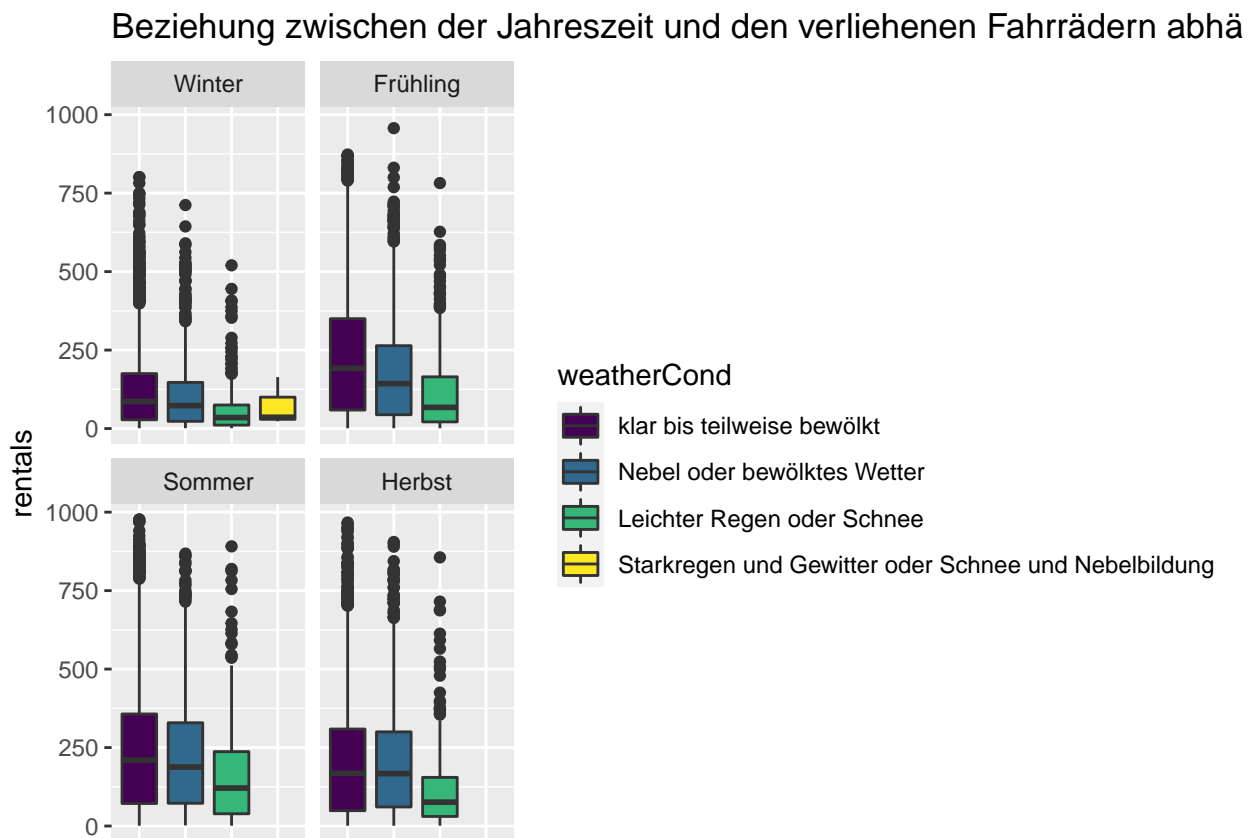 Beziehung zwischen der Jahreszeit und den verliehenen Fahrrädern abhä
Winter
Frühling
1000
750
500
250
0
Sommer
Herbst
1000
750
500
250
0
rentals
weatherCond
klar bis teilweise bewölkt
Nebel oder bewölktes Wetter
Leichter Regen oder Schnee
Starkregen und Gewitter oder Schnee und Nebelbildung